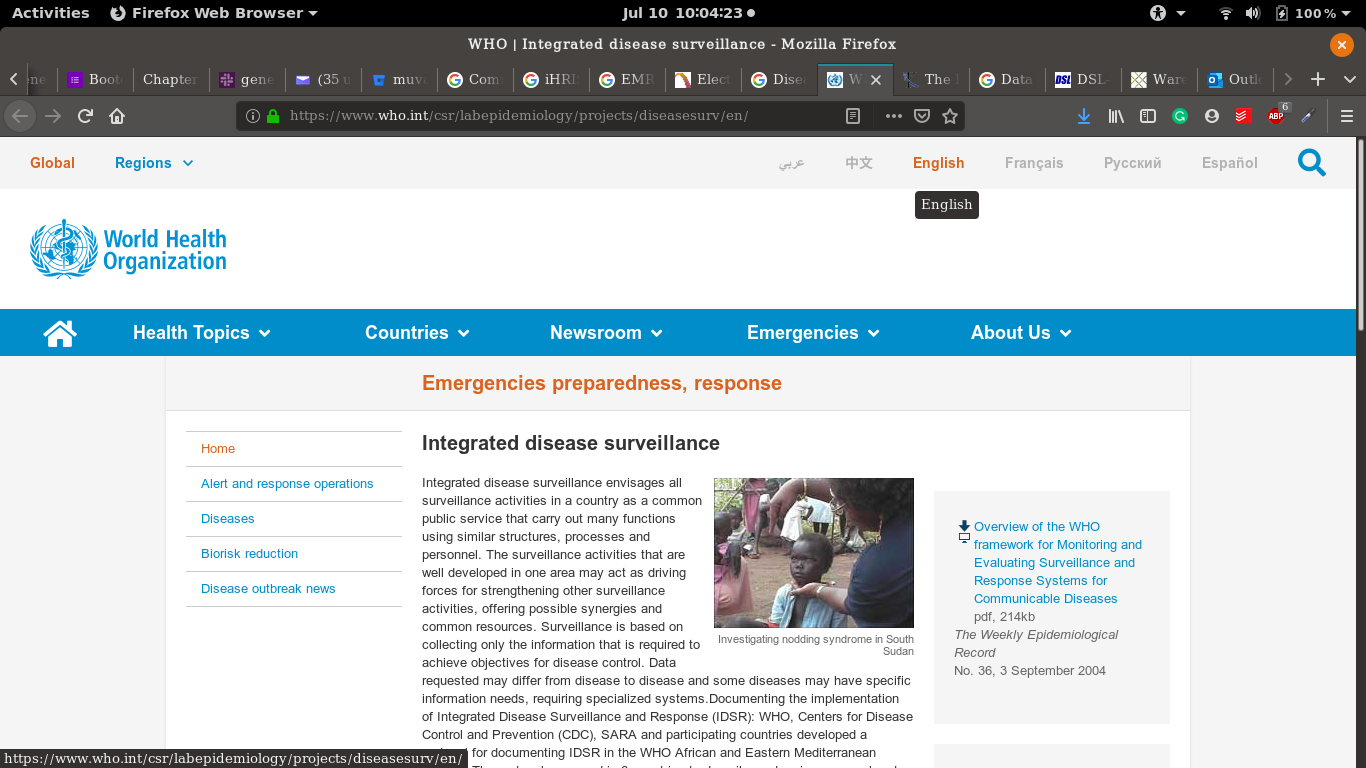 Activities Firefox Web Browser Jul 10 10:04:23 100 %
WHO | Integrated disease surveillance - Mozilla Firefox
Boot Chapter gene (35 u muv Com iHRI EMR Elect Dise W The Data DSL DSL- Ware Outl
https://www.who.int/csr/labepidemiology/projects/diseasesurv/en/ ABP 6
Global Regions عربي 中文 English Français Русский Español
English
World Health
Organization
Health Topics Countries Newsroom Emergencies About Us
Emergencies preparedness, response
Home
Alert and response operations
Diseases
Biorisk reduction
Disease outbreak news
Integrated disease surveillance
Integrated disease surveillance envisages all
surveillance activities in a country as a common
public service that carry out many functions
using similar structures, processes and
personnel. The surveillance activities that are
well developed in one area may act as driving
forces for strengthening other surveillance
activities, offering possible synergies and
common resources. Surveillance is based on
collecting only the information that is required to
achieve objectives for disease control. Data
requested may differ from disease to disease and some diseases may have specific
information needs, requiring specialized systems.Documenting the implementation
of Integrated Disease Surveillance and Response (IDSR): WHO, Centers for Disease
Control and Prevention (CDC), SARA and participating countries developed a
for documenting IDSR in the WHO African and Eastern Mediterranean
Investigating nodding syndrome in South
Sudan
Overview of the WHO
framework for Monitoring and
Evaluating Surveillance and
Response Systems for
Communicable Diseases
pdf, 214kb
The Weekly Epidemiological
Record
No. 36, 3 September 2004
https://www.who.int/csr/labepidemiology/projects/diseasesurv/en/